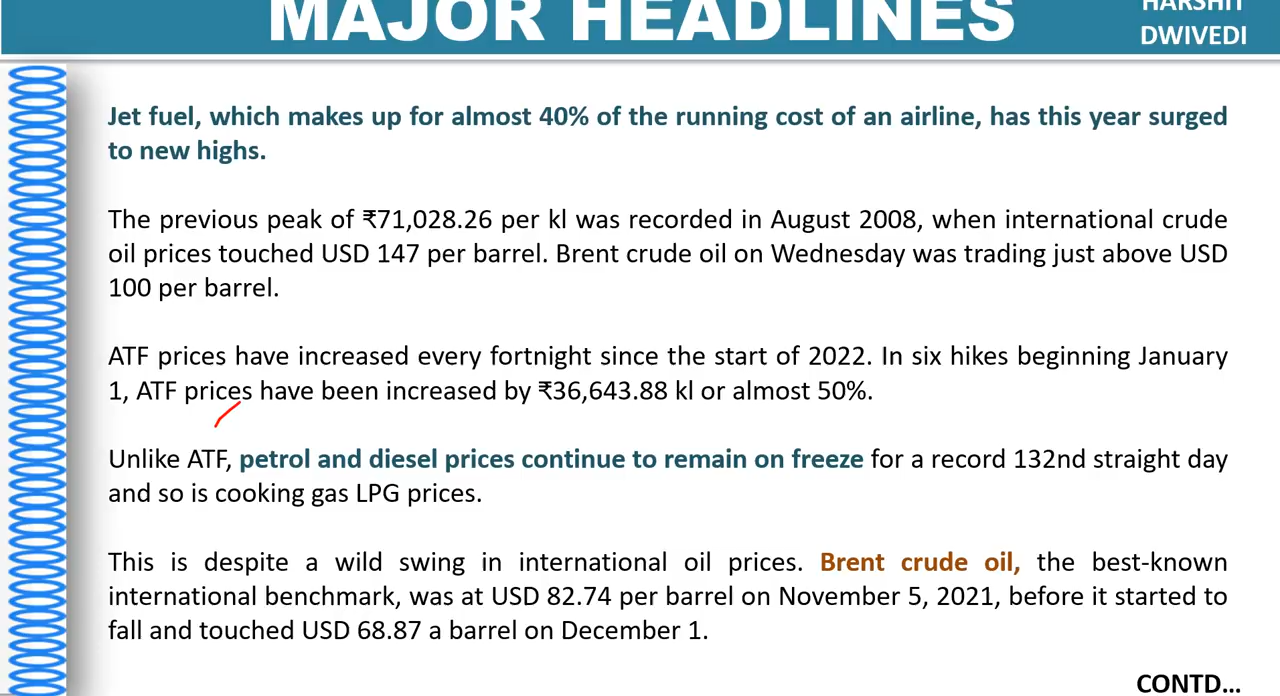 MAJOR HEADLINES
HARSHIT
DWIVEDI
Jet fuel, which makes up for almost 40% of the running cost of an airline, has this year surged
to new highs.
The previous peak of ₹71,028.26 per kl was recorded in August 2008, when international crude
oil prices touched USD 147 per barrel. Brent crude oil on Wednesday was trading just above USD
100 per barrel.
ATF prices have increased every fortnight since the start of 2022. In six hikes beginning January
1, ATF prices have been increased by ₹36,643.88 kl or almost 50%.
Unlike ATF, petrol and diesel prices continue to remain on freeze for a record 132nd straight day
and so is cooking gas LPG prices.
This is despite a wild swing in international oil prices. Brent crude oil, the best-known
international benchmark, was at USD 82.74 per barrel on November 5, 2021, before it started to
fall and touched USD 68.87 a barrel on December 1.
CONTD...